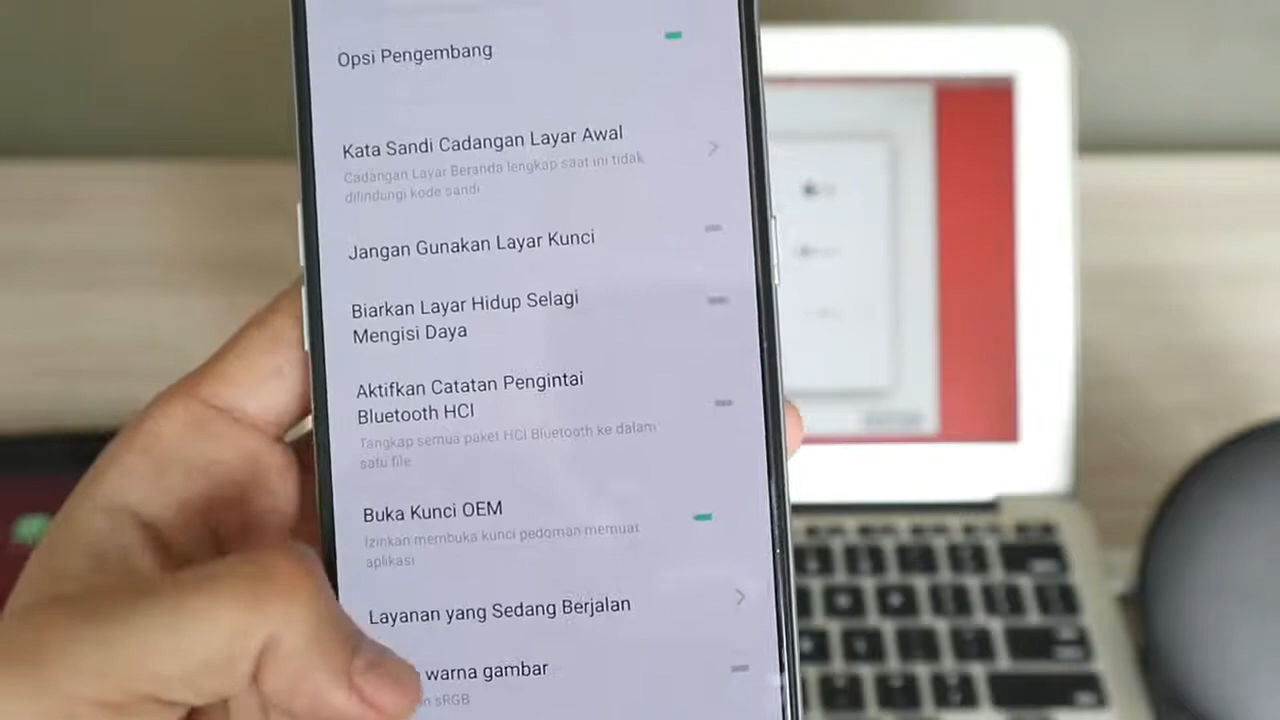 Opsi Pengembang
Kata Sandi Cadangan Layar Awal
Cadangan Layar Beranda lengkap saat ini tidak
dilindungi kode sandi
Jangan Gunakan Layar Kunci
Biarkan Layar Hidup Selagi
Mengisi Daya
Aktifkan Catatan Pengintai
Bluetooth HCI
Tangkap semua paket HCI Bluetooth ke dalam
satu file
Buka Kunci OEM
Izinkan membuka kunci pedoman memuat
aplikasi
Layanan yang Sedang Berjalan
warna gambar
sRGB